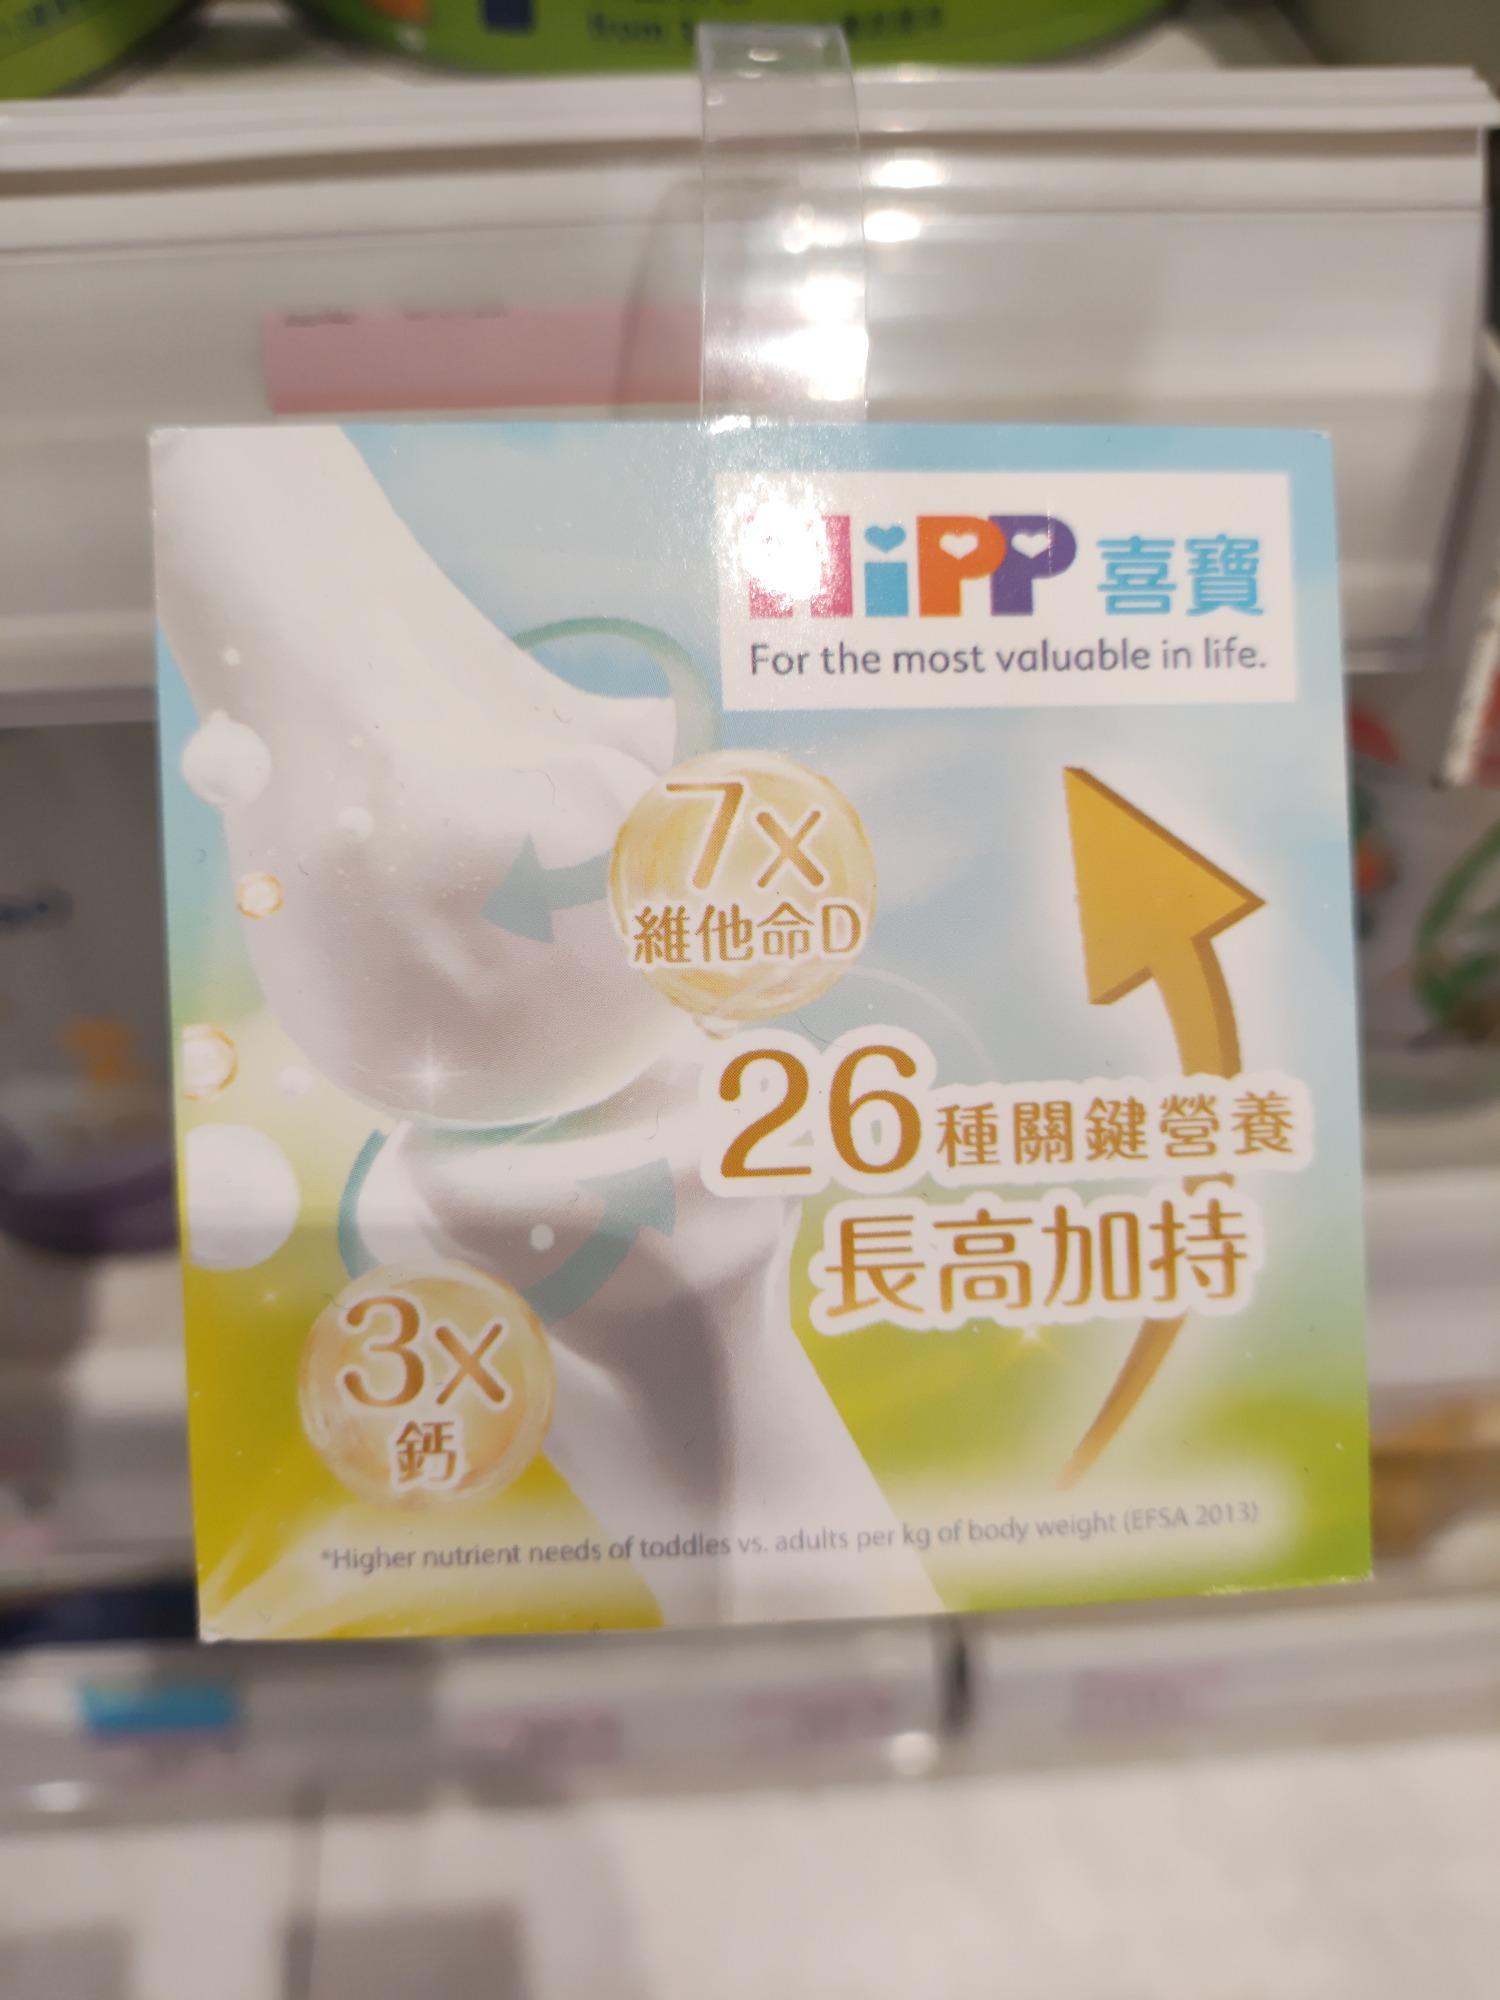 from
HiPP 喜寶
For the most valuable in life.
7x
維他命D
26種關鍵營養
長高加持
3x
鈣
*Higher nutrient needs of toddles vs. adults per kg of body weight (EFSA 2013)